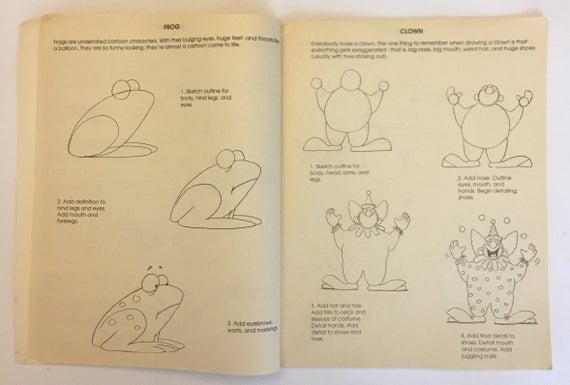 FROG
Frogs are underrated cartoon characters. With their bulging eyes, huge feet, and throats like
a balloon, they are so funny-looking, they're almost a cartoon come to life.
1. Sketch outline for
body, hind legs, and
eyes.
2. Add definition to
hind legs and eyes.
Add mouth and
forelegs.
3. Add eyebrows,
warts, and markings.
CLOWN
Everybody loves a clown. The one thing to remember when drawing a clown is that
everything gets exaggerated - that is, big nose, big mouth, weird hair, and huge shoes
(usually with toes sticking out).
1. Sketch outline for
body, head, arms, and
legs.
2. Add nose. Outline
eyes, mouth, and
hands. Begin detailing
shoes.
3. Add hat and hair.
Add frills to neck and
sleeves of costume.
Detail hands. Add
detail to shoes and
toes.
4. Add final detail to
shoes. Detail mouth
and costume. Add
juggling balls.